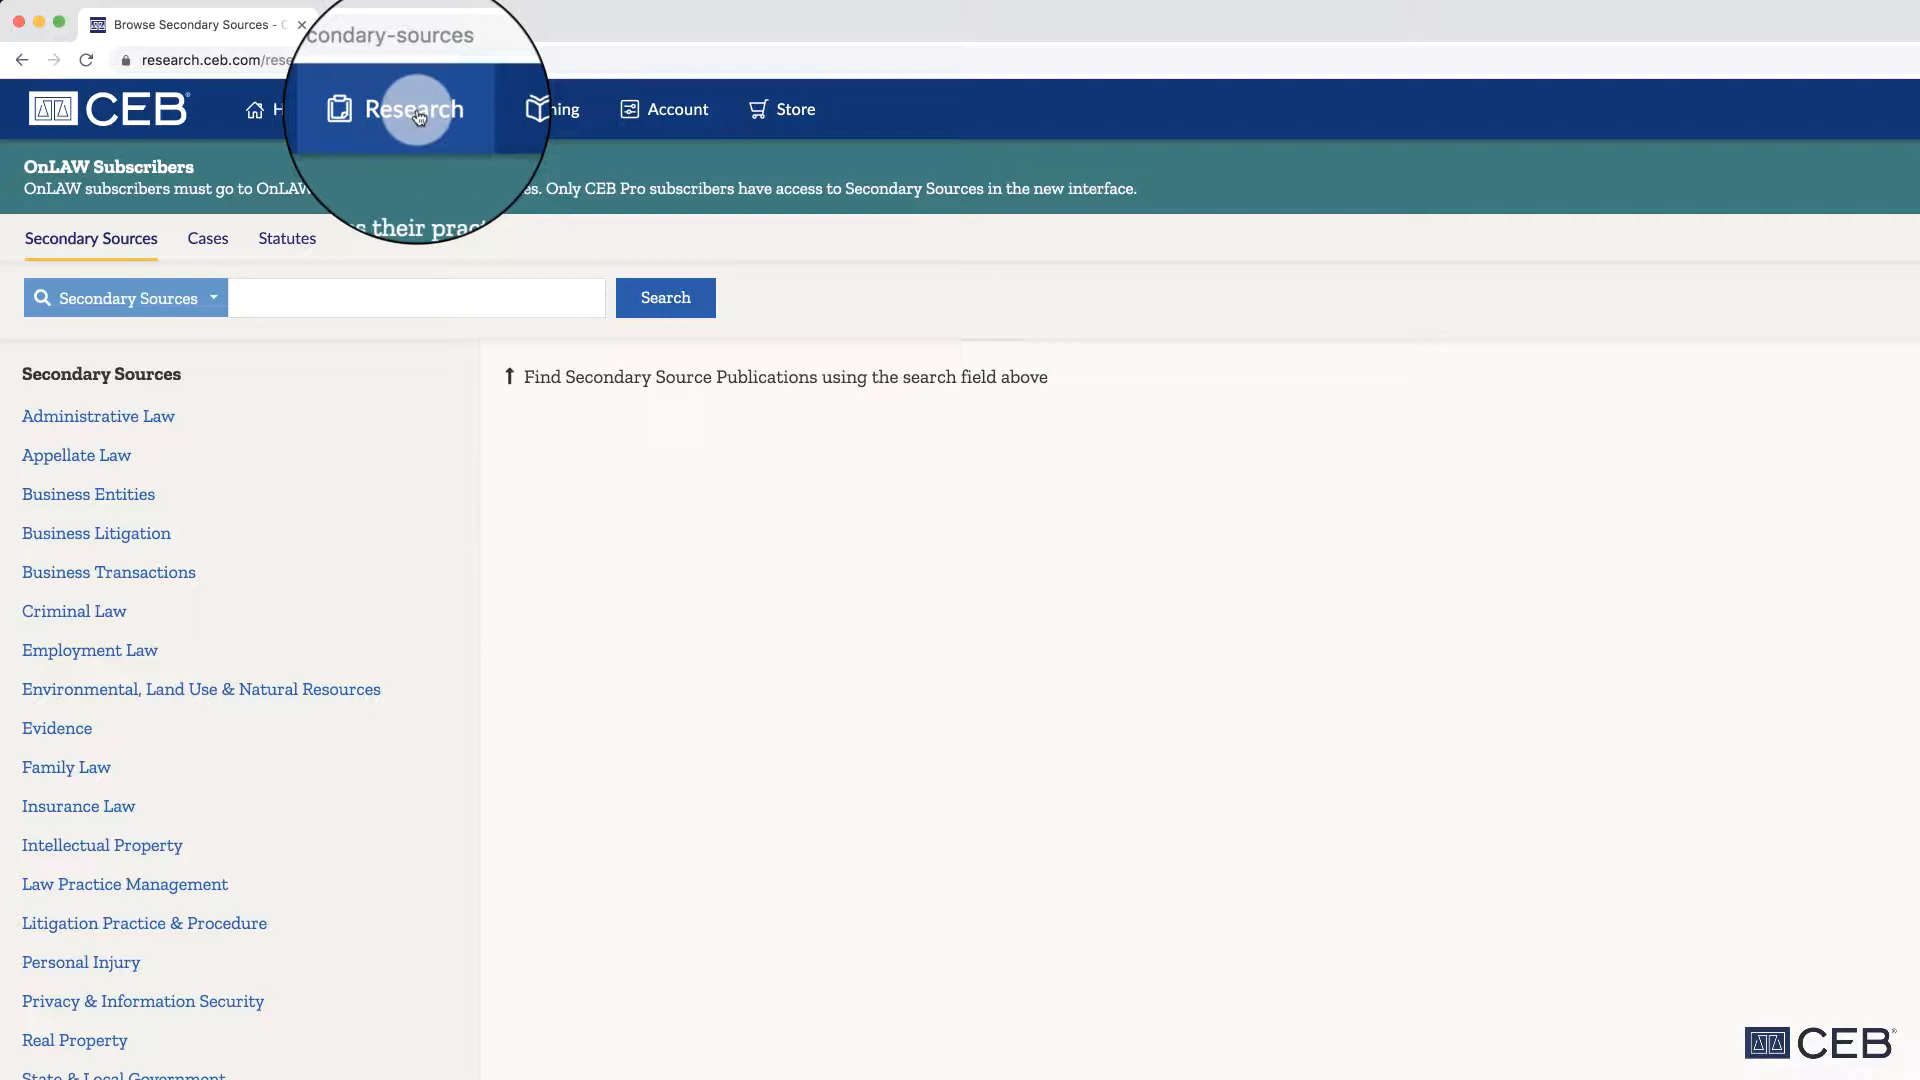 Browse Secondary Sources -
condary-sources
research.ceb.com/rese
CEB
Research
Account
Store
OnLAW Subscribers
OnLAW subscribers must go to OnLAW
es. Only CEB Pro subscribers have access to Secondary Sources in the new interface.
their prac
Secondary Sources
Cases
Statutes
Secondary Sources
Search
Secondary Sources
Find Secondary Source Publications using the search field above
Administrative Law
Appellate Law
Business Entities
Business Litigation
Business Transactions
Criminal Law
Employment Law
Environmental, Land Use & Natural Resources
Evidence
Family Law
Insurance Law
Intellectual Property
Law Practice Management
Litigation Practice & Procedure
Personal Injury
Privacy & Information Security
Real Property
State & Local Government
CEB